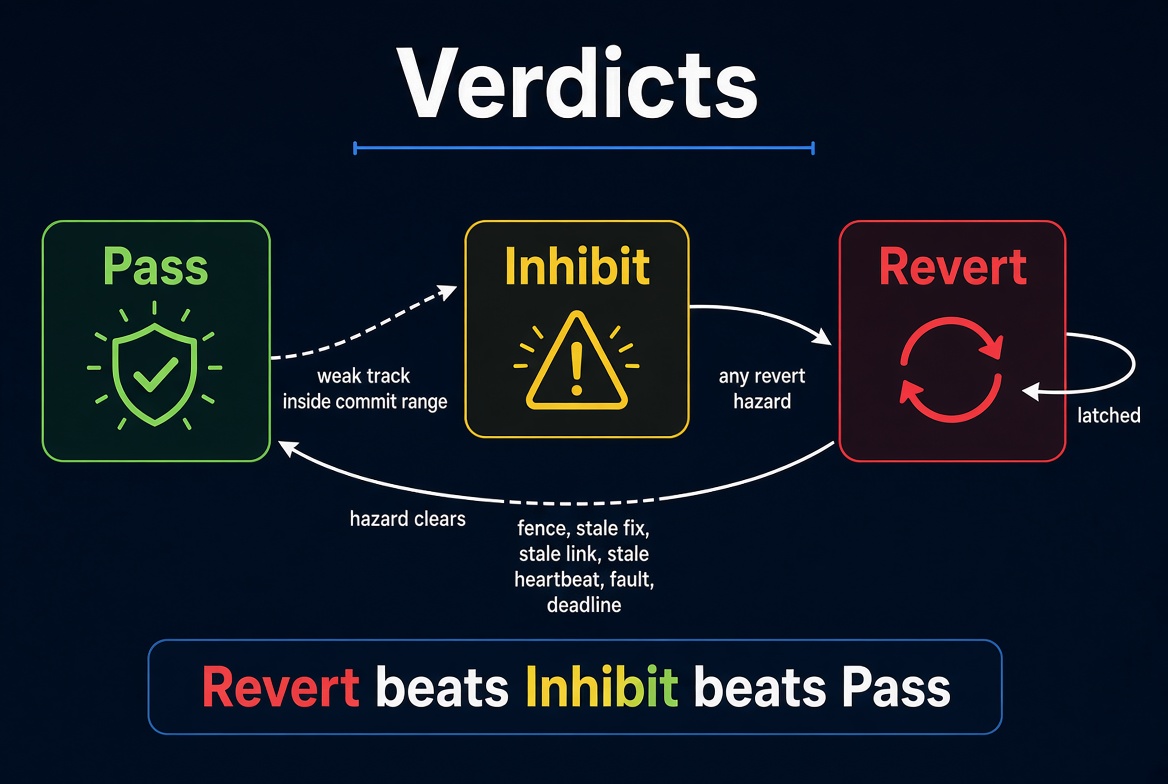 Verdicts
Pass
Inhibit
Revert
weak track
inside commit range
any revert
hazard
latched
hazard clears
fence, stale fix,
stale link, stale
heartbeat, fault,
deadline
Revert beats Inhibit beats Pass